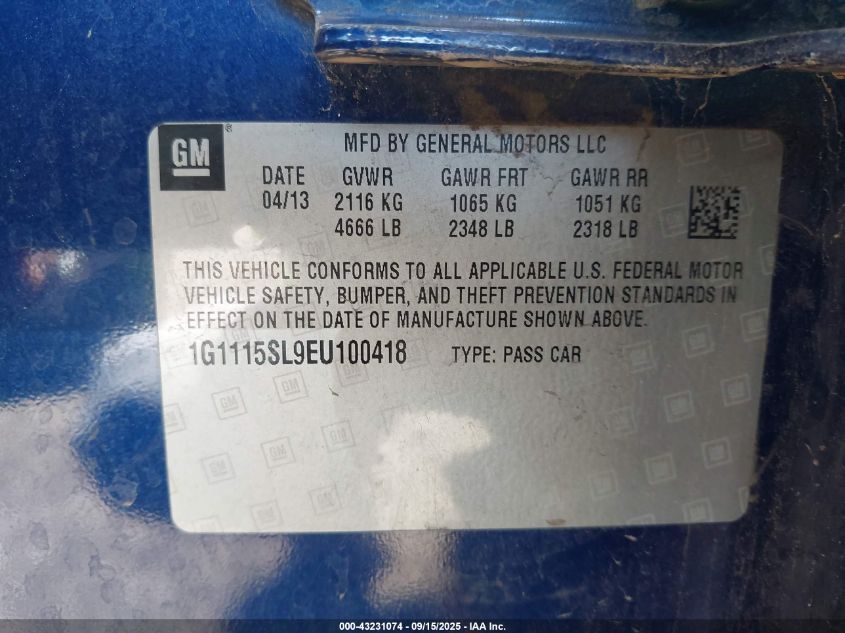 GM ®
MFD BY GENERAL MOTORS LLC
DATE GVWR GAWR FRT GAWR RR
04/13 2116 KG 1065 KG 1051 KG
4666 LB 2348 LB 2318 LB
THIS VEHICLE CONFORMS TO ALL APPLICABLE U.S. FEDERAL MOTOR
VEHICLE SAFETY, BUMPER, AND THEFT PREVENTION STANDARDS IN
EFFECT ON THE DATE OF MANUFACTURE SHOWN ABOVE.
1G1115SL9EU100418 TYPE: PASS CAR
000-43231074 - 09/15/2025 - IAA Inc.